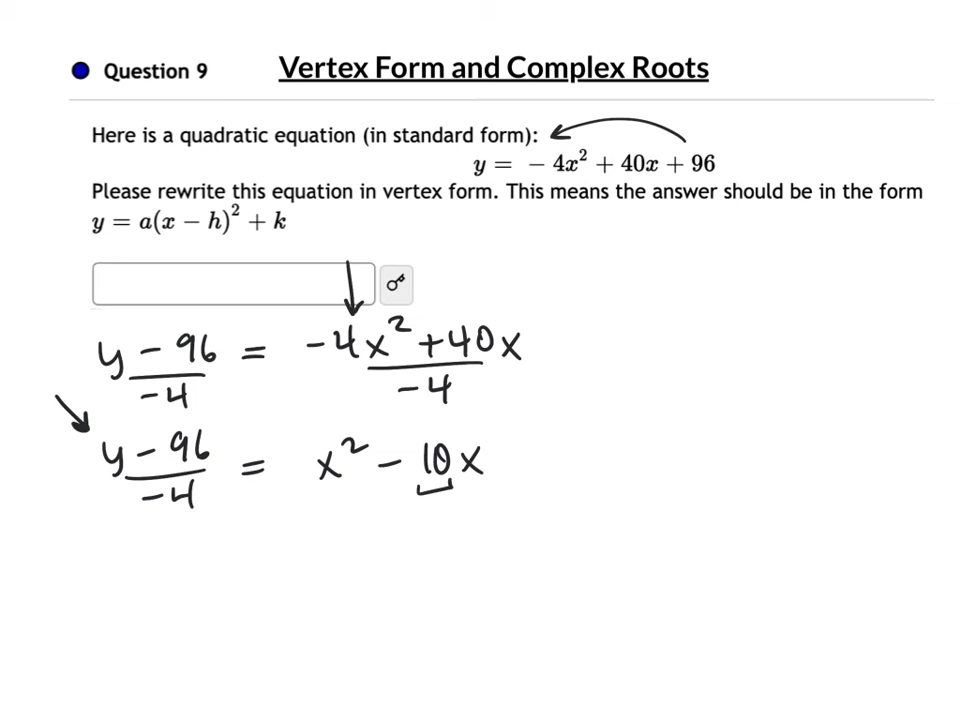 Question 9 Vertex Form and Complex Roots
Here is a quadratic equation (in standard form):
y = − 4x² + 40x + 96
Please rewrite this equation in vertex form. This means the answer should be in the form
y = a(x − h)² + k
y − 96 = −4x² + 40x
−4 −4
y − 96 = x² − 10x
−4